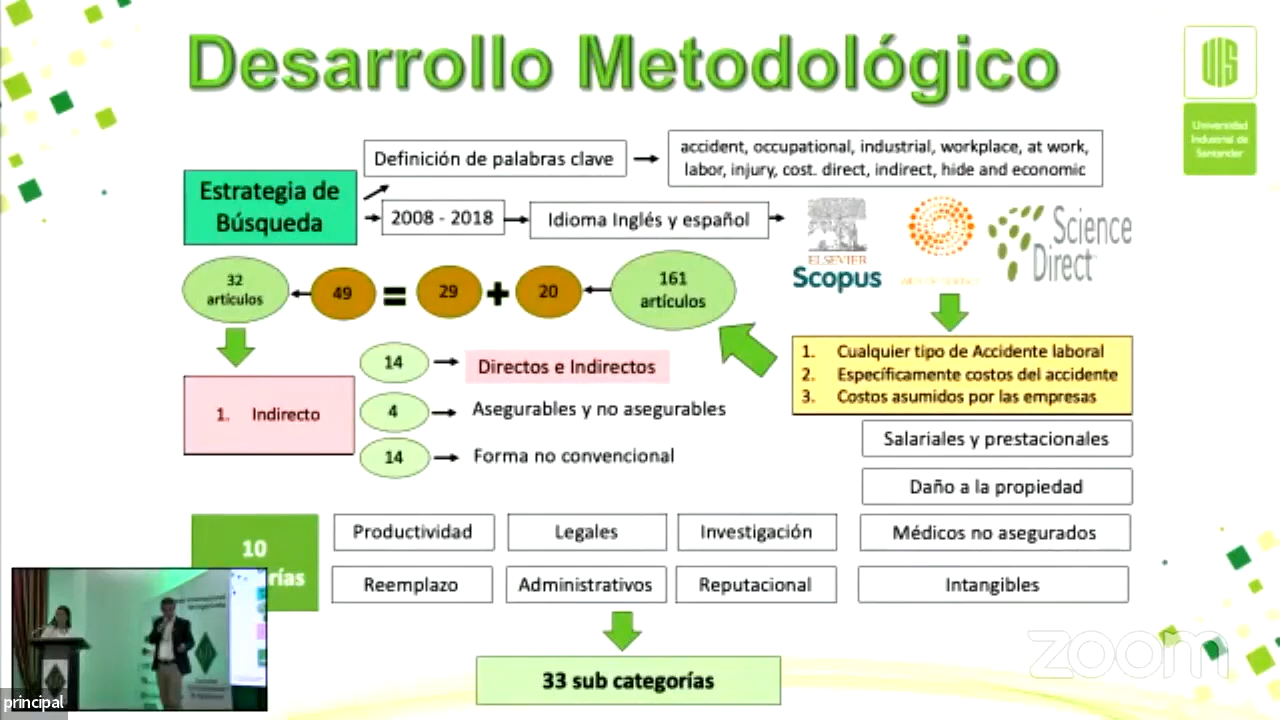 Desarrollo Metodológico
Universidad
Industrial de
Santander
Estrategia de
Búsqueda
Definición de palabras clave
accident, occupational, industrial, workplace, at work,
labor, injury, cost. direct, indirect, hide and economic
2008 - 2018
Idioma Inglés y español
ELSEVIER
Scopus
Science
Direct
32
artículos
49
=
29
+
20
161
artículos
1. Cualquier tipo de Accidente laboral
2. Específicamente costos del accidente
3. Costos asumidos por las empresas
1. Indirecto
14
Directos e Indirectos
4
Asegurables y no asegurables
14
Forma no convencional
Salariales y prestacionales
Daño a la propiedad
10
rías
Productividad
Legales
Investigación
Médicos no asegurados
Reemplazo
Administrativos
Reputacional
Intangibles
33 sub categorías
zoom
principal